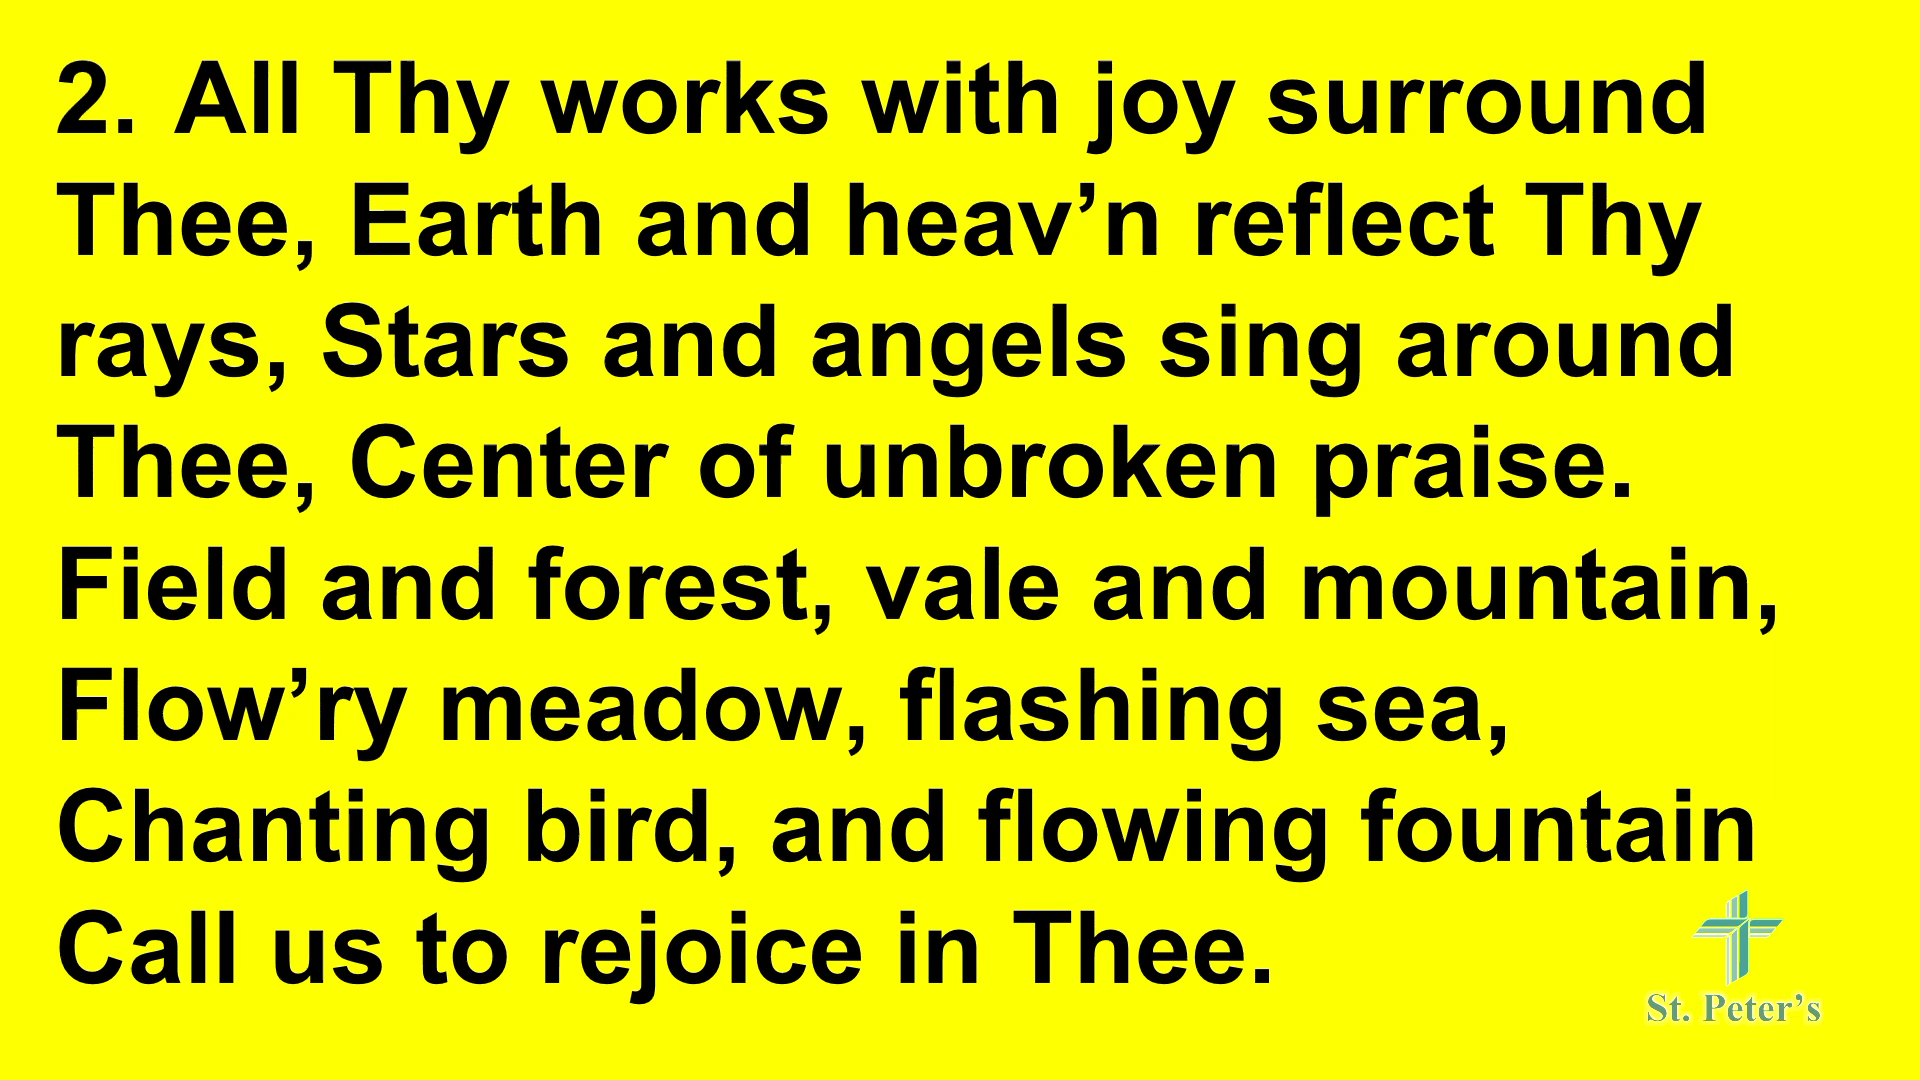 2. All Thy works with joy surround
Thee, Earth and heav’n reflect Thy
rays, Stars and angels sing around
Thee, Center of unbroken praise.
Field and forest, vale and mountain,
Flow’ry meadow, flashing sea,
Chanting bird, and flowing fountain
Call us to rejoice in Thee.
St. Peter’s